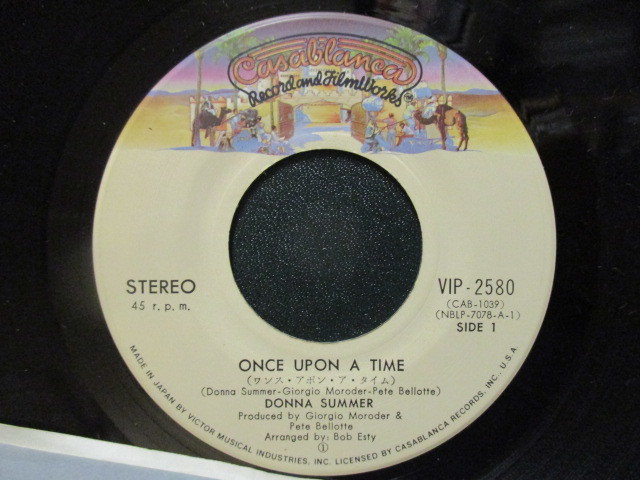 Casablanca
Record and FilmWorks
STEREO
45 r.p.m.
VIP-2580
(CAB-1039)
(NBLP-7078-A-1)
SIDE 1
ONCE UPON A TIME
(ワンス・アポン・ア・タイム)
(Donna Summer-Giorgio Moroder-Pete Bellotte)
DONNA SUMMER
Produced by Giorgio Moroder &
Pete Bellotte
Arranged by: Bob Esty
MADE IN JAPAN BY VICTOR MUSICAL INDUSTRIES, INC. LICENSED BY CASABLANCA RECORDS, INC., U.S.A.